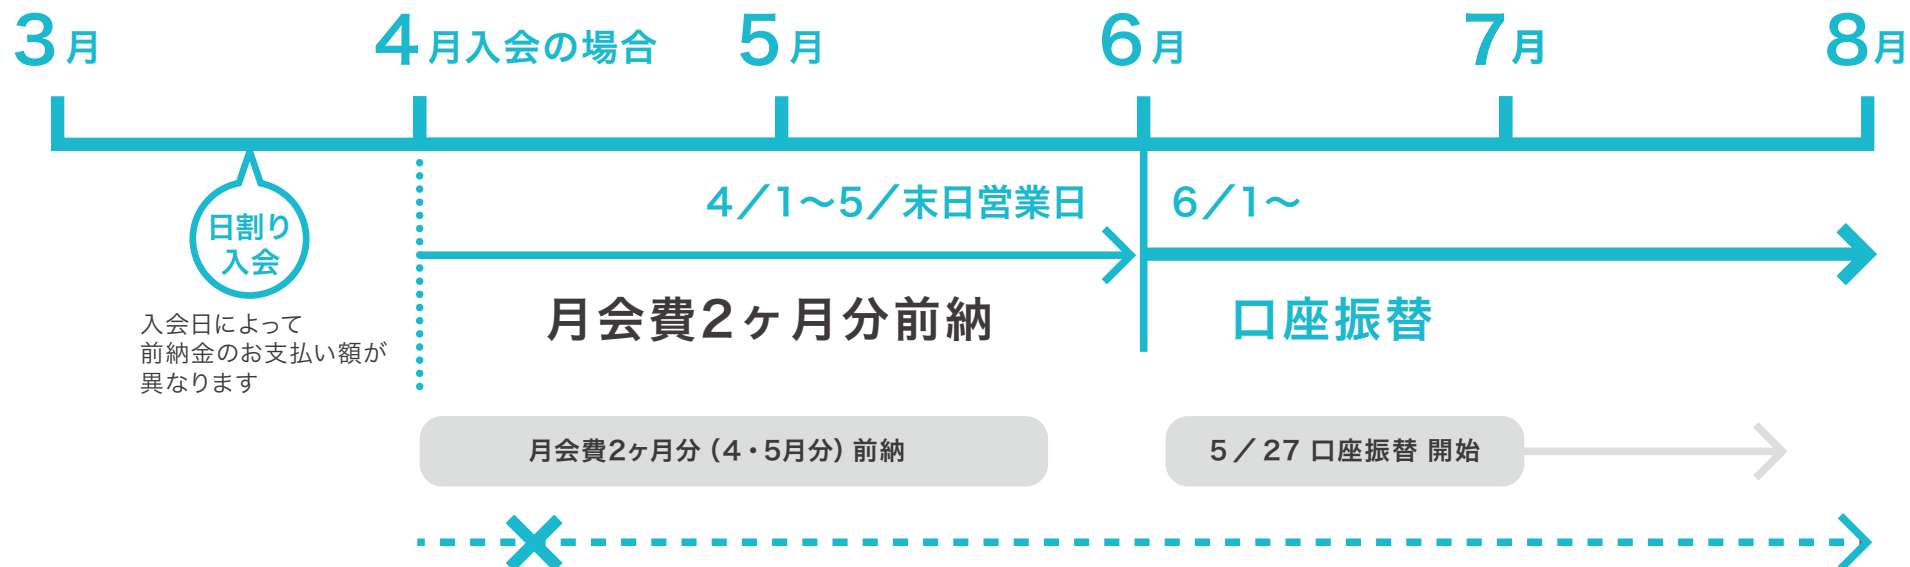 3月
4月入会の場合
5月
6月
7月
8月
日割り
入会
入会日によって
前納金のお支払い額が
異なります
4／1〜5／末日営業日
6／1〜
月会費2ヶ月分前納
口座振替
月会費2ヶ月分（4・5月分）前納
5／27 口座振替 開始